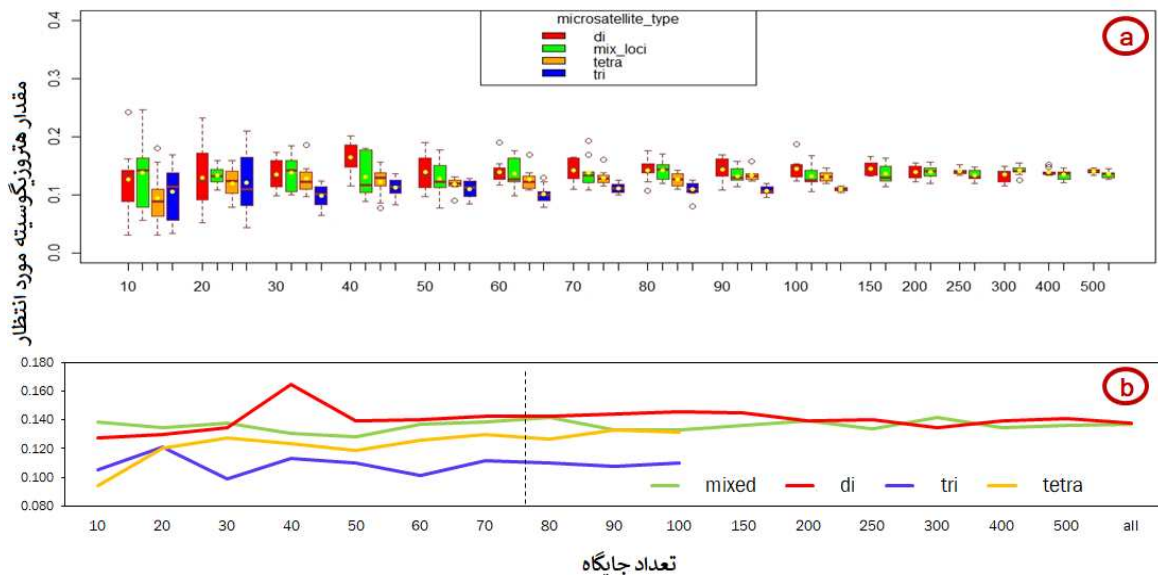 مقدار هتروزیگوسیته مورد انتظار
a
microsatellite_type
di
mix_loci
tetra
tri
0.4
0.3
0.2
0.1
0.0
10 20 30 40 50 60 70 80 90 100 150 200 250 300 400 500
b
0.180
0.160
0.140
0.120
0.100
0.080
mixed di tri tetra
10 20 30 40 50 60 70 80 90 100 150 200 250 300 400 500 all
تعداد جایگاه